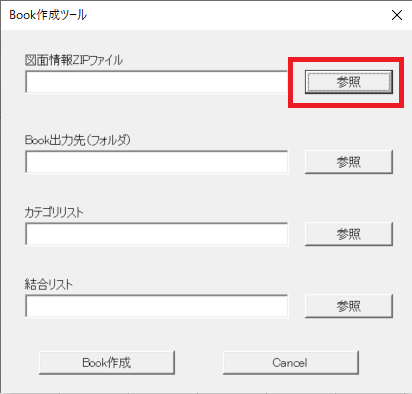 Book作成ツール
図面情報ZIPファイル
参照
Book出力先(フォルダ)
参照
カテゴリリスト
参照
結合リスト
参照
Book作成
Cancel